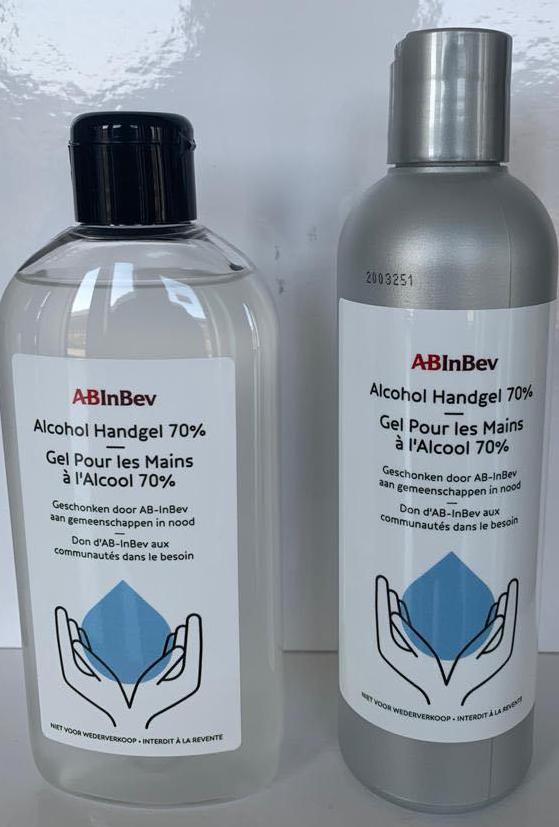 ABInBev
Alcohol Handgel 70%
Gel Pour les Mains
à l'Alcool 70%
Geschonken door AB-InBev
aan gemeenschappen in nood
Don d'AB-InBev aux
communautés dans le besoin
NIET VOOR WEDERVERKOOP • INTERDIT À LA REVENTE
2003251
ABInBev
Alcohol Handgel 70%
Gel Pour les Mains
à l'Alcool 70%
Geschonken door AB-InBev
aan gemeenschappen in nood
Don d'AB-InBev aux
communautés dans le besoin
NIET VOOR WEDERVERKOOP • INTERDIT À LA REVENTE